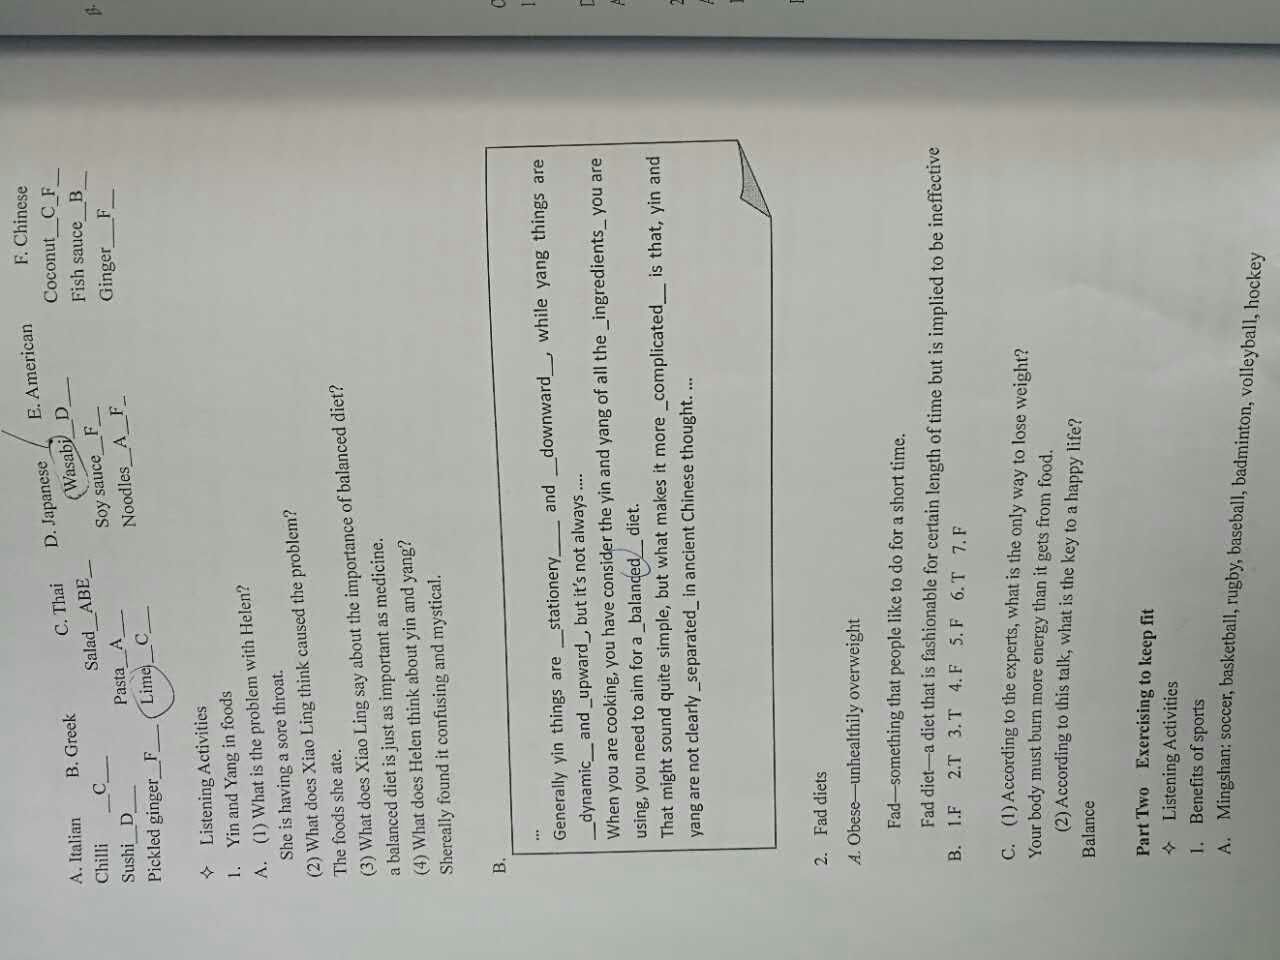 A. Italian B. Greek C. Thai D. Japanese E. American F. Chinese
Chilli __C___ Salad__ABE__ Wasabi__D___ Coconut__C_F__
Sushi__D___ Pasta__A___ Soy sauce__F__ Fish sauce__B__
Pickled ginger__F___ Lime__C___ Noodles__A__F_ Ginger___F__
✧ Listening Activities
1. Yin and Yang in foods
A. (1) What is the problem with Helen?
She is having a sore throat.
(2) What does Xiao Ling think caused the problem?
The foods she ate.
(3) What does Xiao Ling say about the importance of balanced diet?
a balanced diet is just as important as medicine.
(4) What does Helen think about yin and yang?
Shereally found it confusing and mystical.
B.
...
Generally yin things are __stationery____ and __downward__, while yang things are
__dynamic__ and _upward_, but it's not always ....
When you are cooking, you have consider the yin and yang of all the _ingredients_ you are
using, you need to aim for a _balanced__ diet.
That might sound quite simple, but what makes it more _complicated__ is that, yin and
yang are not clearly _separated_ in ancient Chinese thought. ...
2. Fad diets
A. Obese—unhealthily overweight
Fad—something that people like to do for a short time.
Fad diet—a diet that is fashionable for certain length of time but is implied to be ineffective
B. 1.F 2.T 3. T 4. F 5. F 6. T 7. F
C. (1) According to the experts, what is the only way to lose weight?
Your body must burn more energy than it gets from food.
(2) According to this talk, what is the key to a happy life?
Balance
Part Two Exercising to keep fit
✧ Listening Activities
1. Benefits of sports
A. Mingshan: soccer, basketball, rugby, baseball, badminton, volleyball, hockey